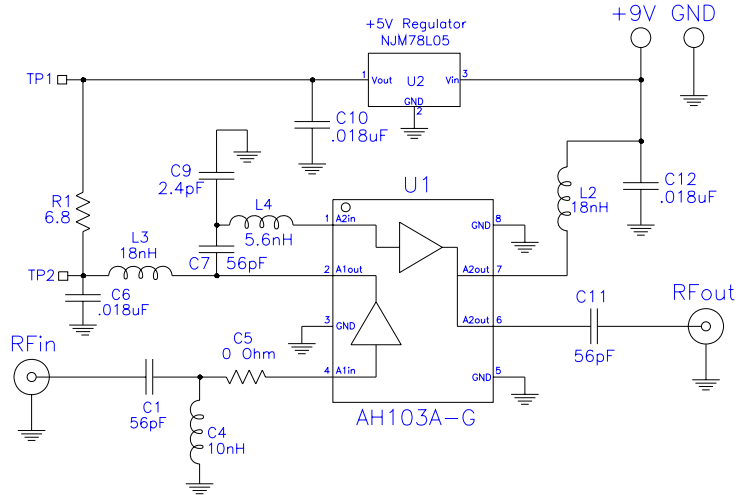 +9V GND
+5V Regulator
NJM78L05
TP1
1 Vout U2 Vin 3
GND
2
C10
.018uF
C9
2.4pF
U1
R1
6.8
L4
5.6nH
L2
18nH
C12
.018uF
1 A2in
GND 8
L3
18nH
C7 56pF
TP2
2 A1out
A2out 7
C6
.018uF
C11
56pF
RFout
3 GND
A2out 6
RFin
C5
0 Ohm
4 A1in
GND 5
C1
56pF
C4
10nH
AH103A-G